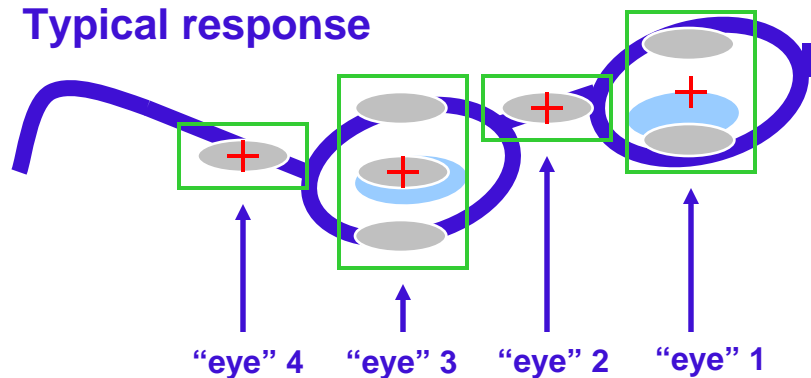 Typical response
“eye” 4 “eye” 3 “eye” 2 “eye” 1